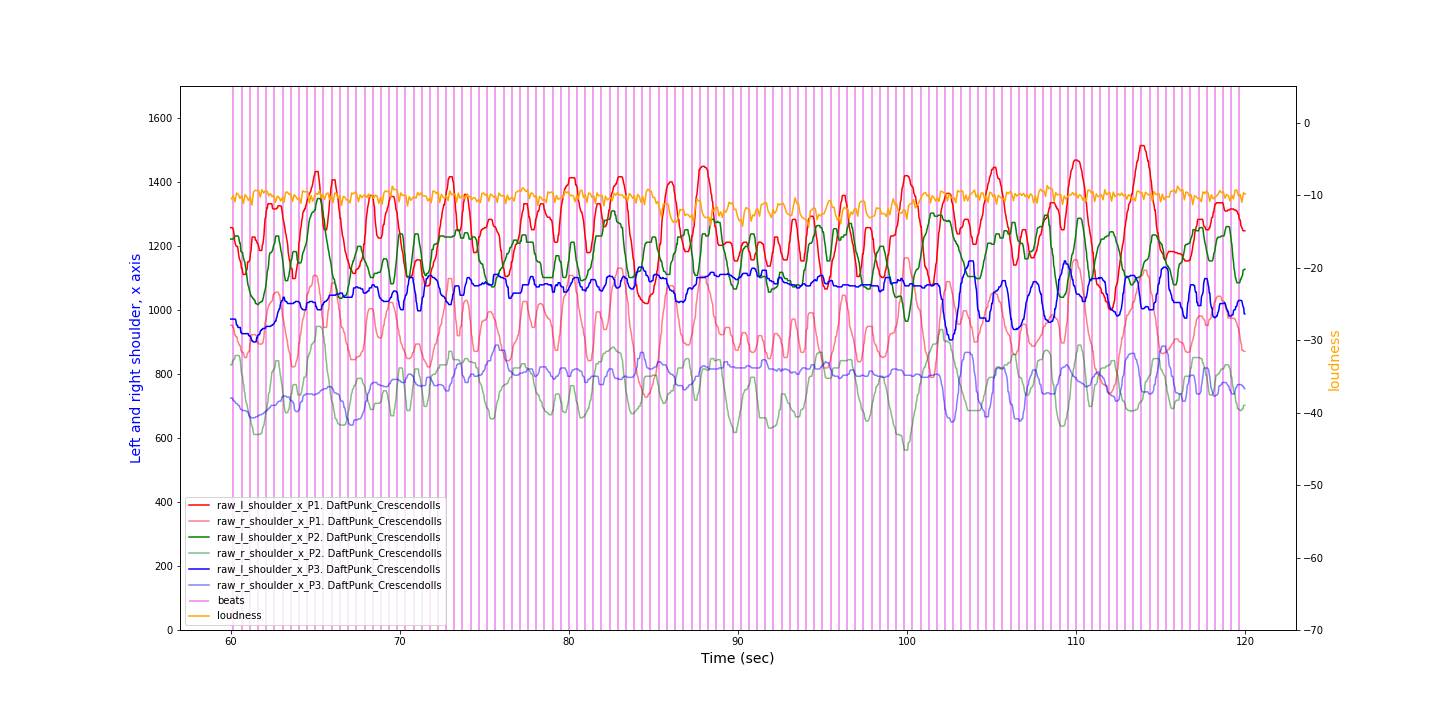 1600
1400
1200
1000
800
600
400
200
0
Left and right shoulder, x axis
0
−10
−20
−30
−40
−50
−60
−70
loudness
raw_l_shoulder_x_P1. DaftPunk_Crescendolls
raw_r_shoulder_x_P1. DaftPunk_Crescendolls
raw_l_shoulder_x_P2. DaftPunk_Crescendolls
raw_r_shoulder_x_P2. DaftPunk_Crescendolls
raw_l_shoulder_x_P3. DaftPunk_Crescendolls
raw_r_shoulder_x_P3. DaftPunk_Crescendolls
beats
loudness
60 70 80 90 100 110 120
Time (sec)